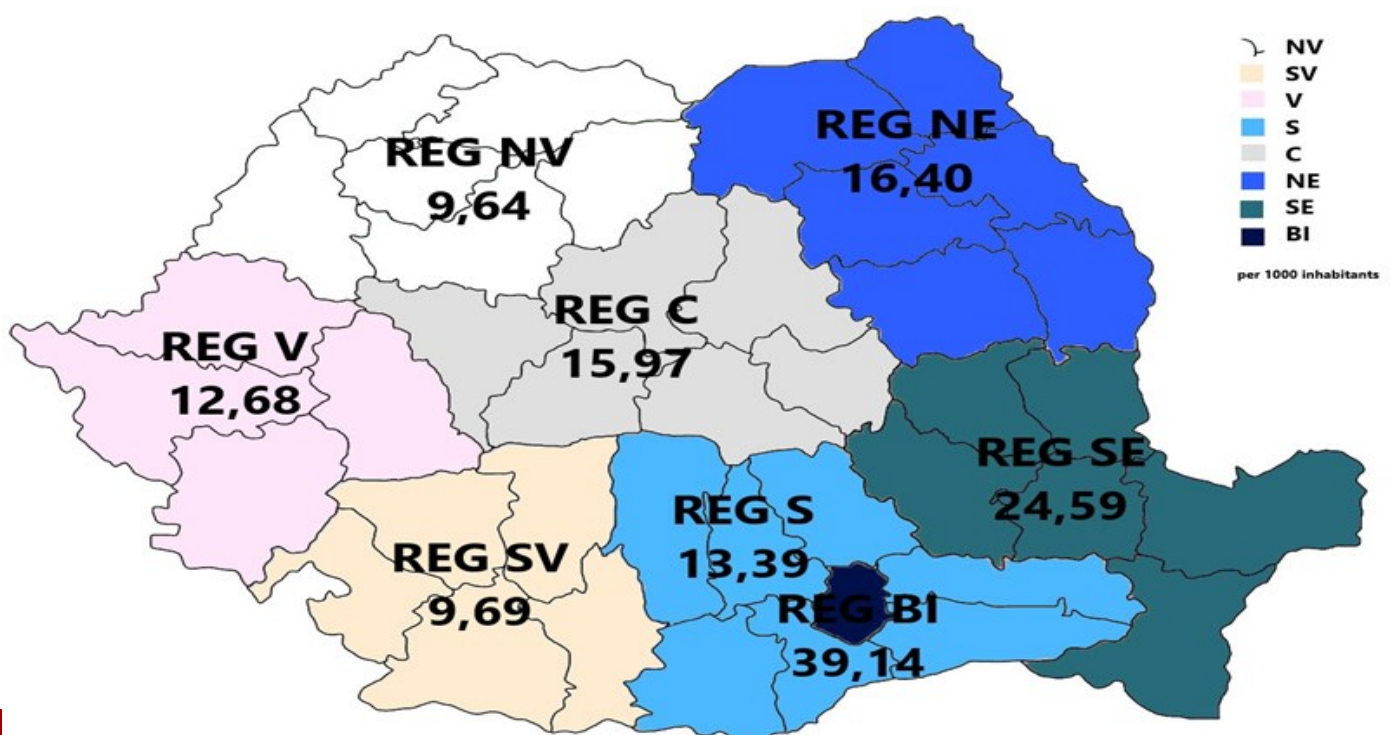 REG NV
9,64
REG NE
16,40
REG C
15,97
REG V
12,68
REG SE
24,59
REG S
13,39
REG SV
9,69
REG BI
39,14
NV
SV
V
S
C
NE
SE
BI
per 1000 inhabitants